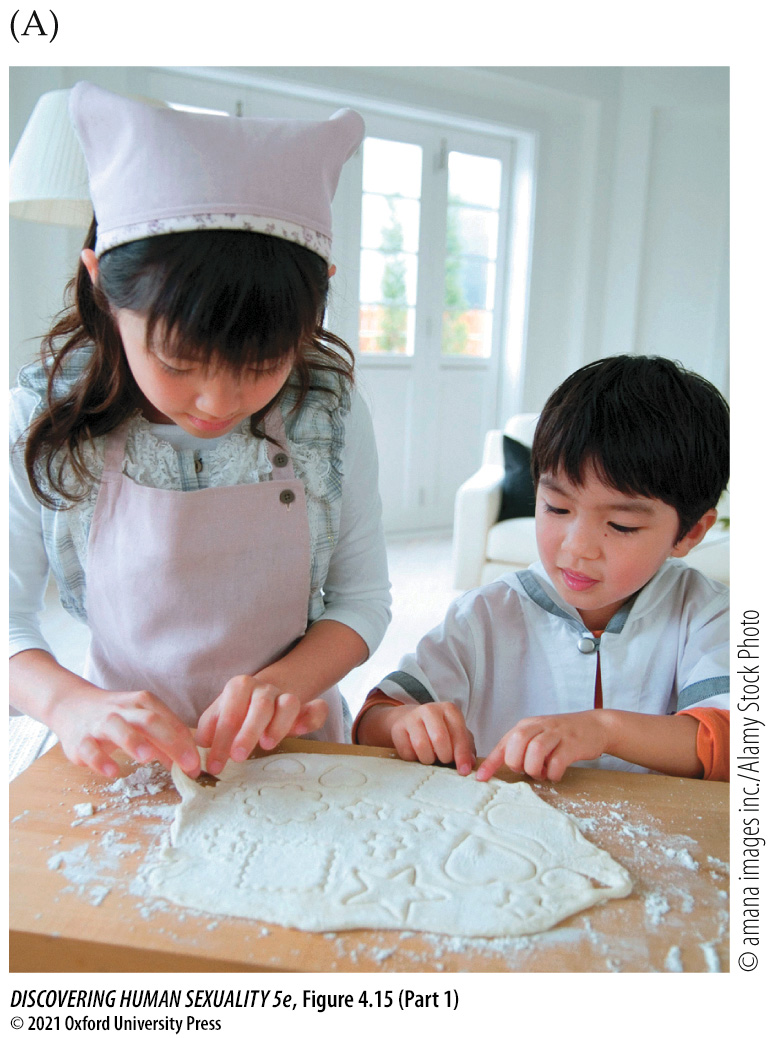 (A)
© amana images inc./Alamy Stock Photo
DISCOVERING HUMAN SEXUALITY 5e, Figure 4.15 (Part 1)
© 2021 Oxford University Press